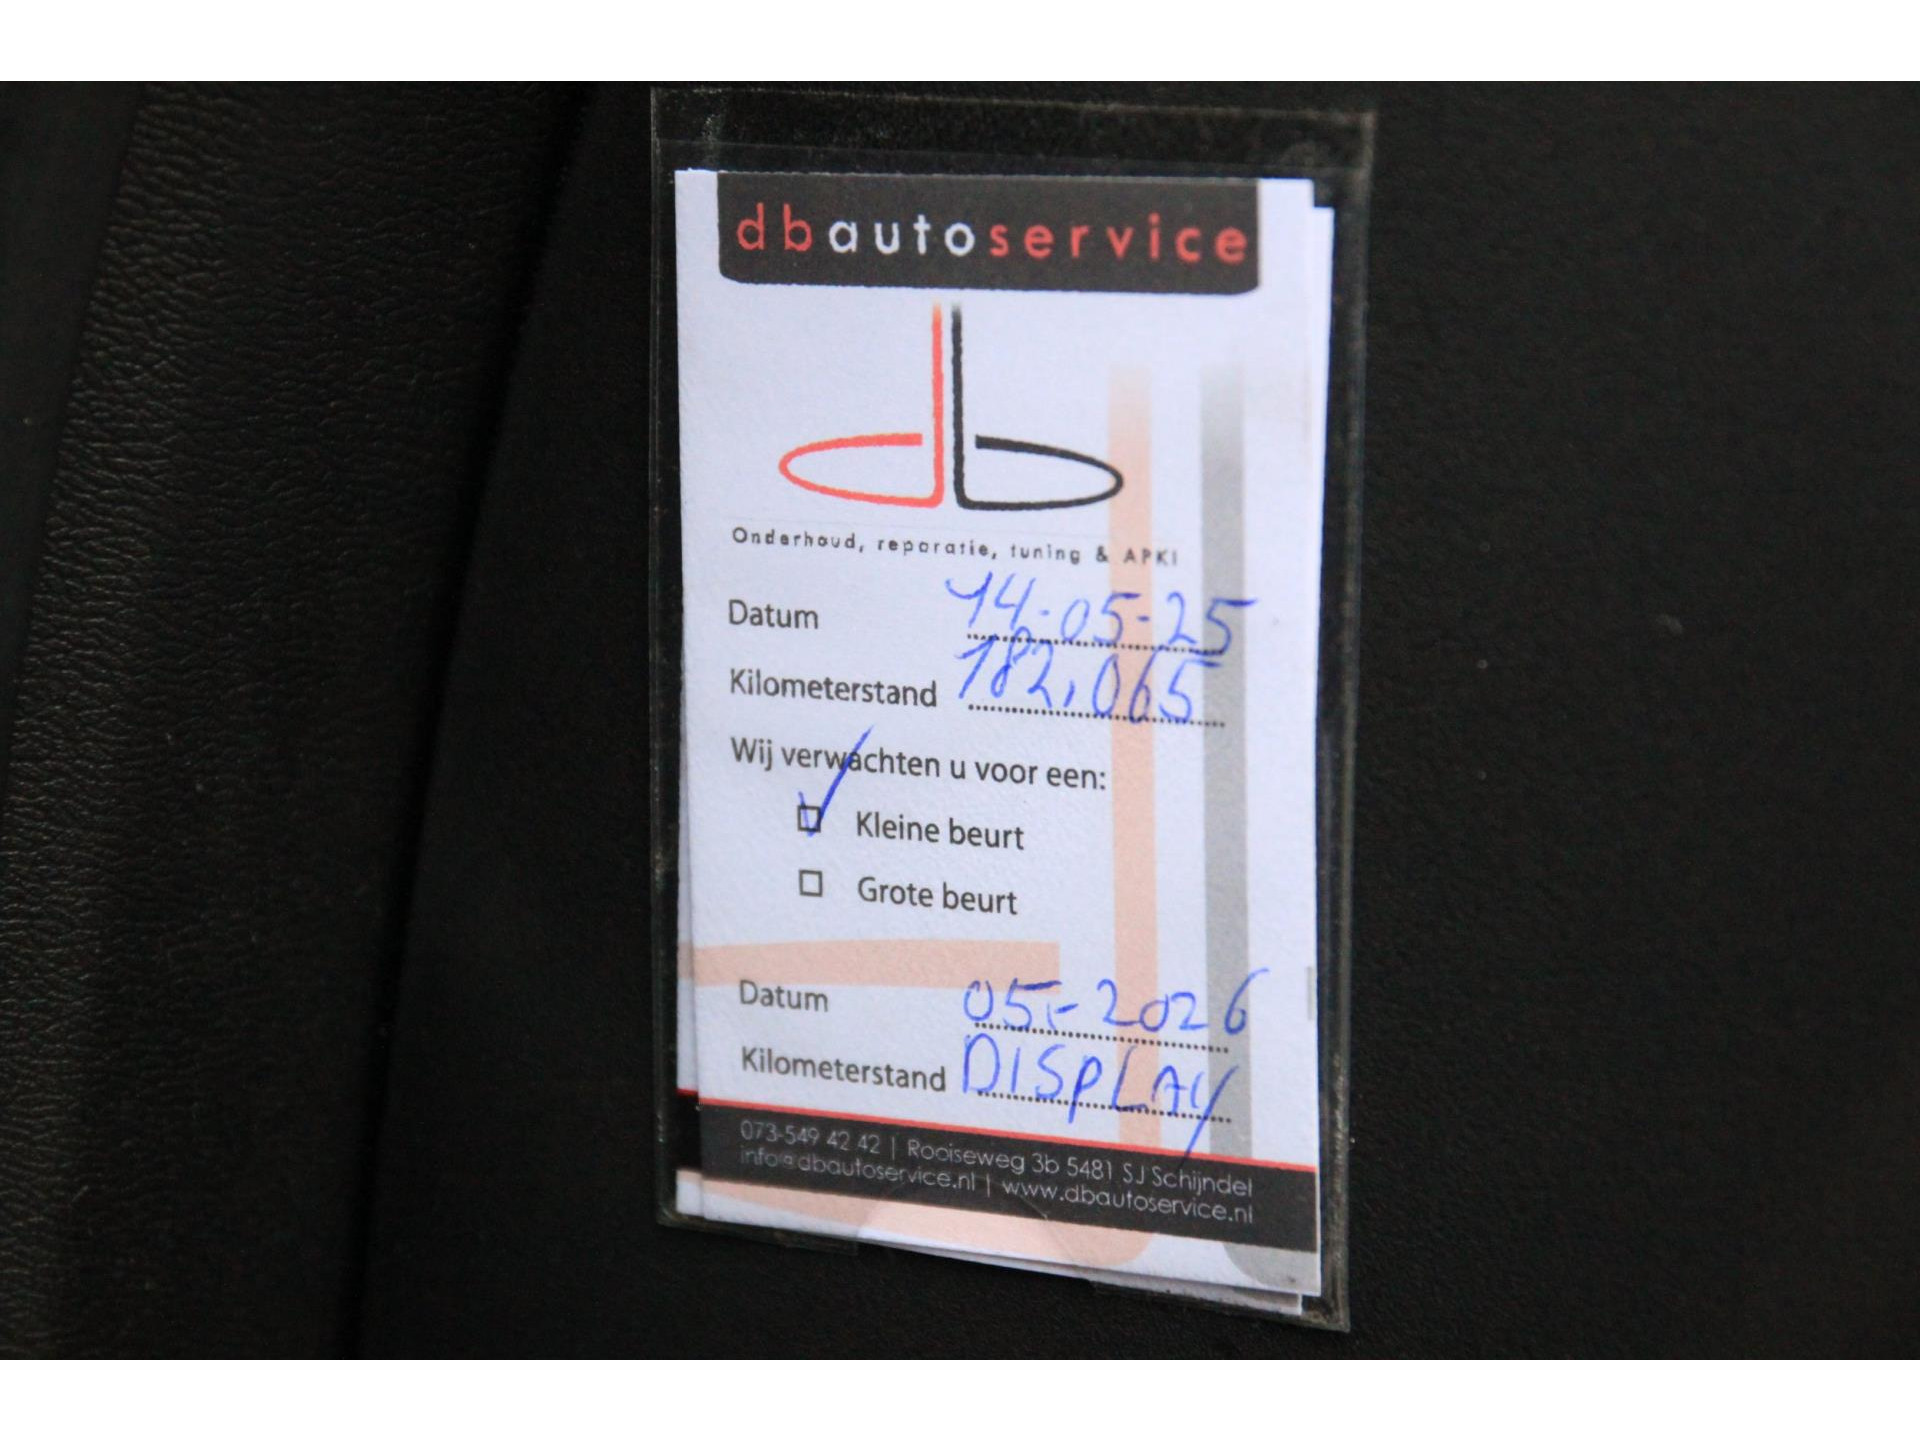 dbautoservice
db
Onderhoud, reparatie, tuning & APKI
Datum 14-05-25
Kilometerstand 182.065
Wij verwachten u voor een:
Kleine beurt
Grote beurt
Datum 05-2026
Kilometerstand DISPLAY
073-549 42 42 | Rooiseweg 3b 5481 SJ Schijndel
info@dbautoservice.nl | www.dbautoservice.nl